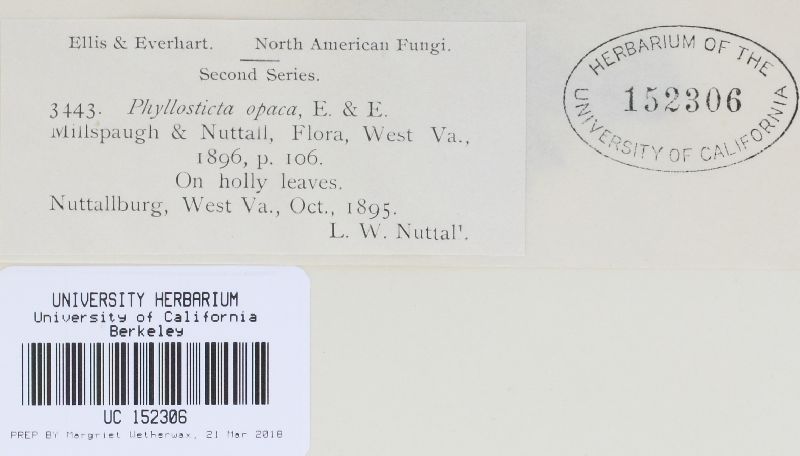 Ellis & Everhart. North American Fungi.
Second Series.
3443. Phyllosticta opaca, E. & E.
Millspaugh & Nuttall, Flora, West Va.,
1896, p. 106.
On holly leaves.
Nuttallburg, West Va., Oct., 1895.
L. W. Nuttall.
HERBARIUM OF THE
152306
UNIVERSITY OF CALIFORNIA
UNIVERSITY HERBARIUM
University of California
Berkeley
UC 152306
PREP BY Margriet Wetherwax, 21 Mar 2018